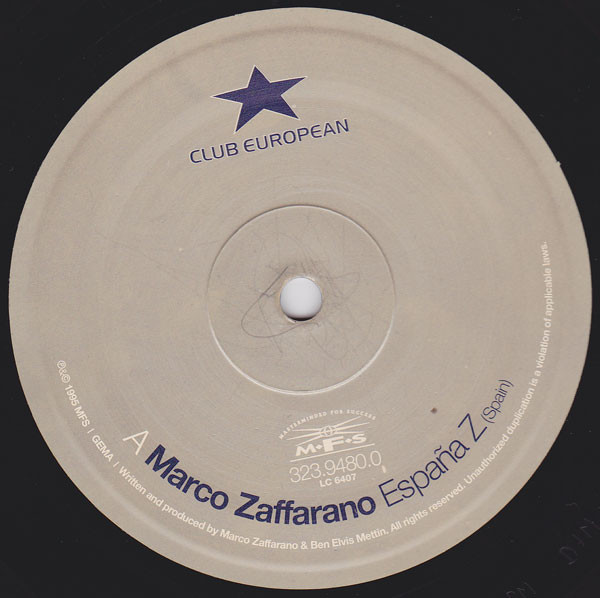 CLUB EUROPEAN
MASTERMINDED FOR SUCCESS
M·F·S
323.9480.0
LC 6407
A Marco Zaffarano España Z (Spain)
℗&© 1995 MFS | GEMA | Written and produced by Marco Zaffarano & Ben Elvis Mettin. All rights reserved. Unauthorized duplication is a violation of applicable laws.